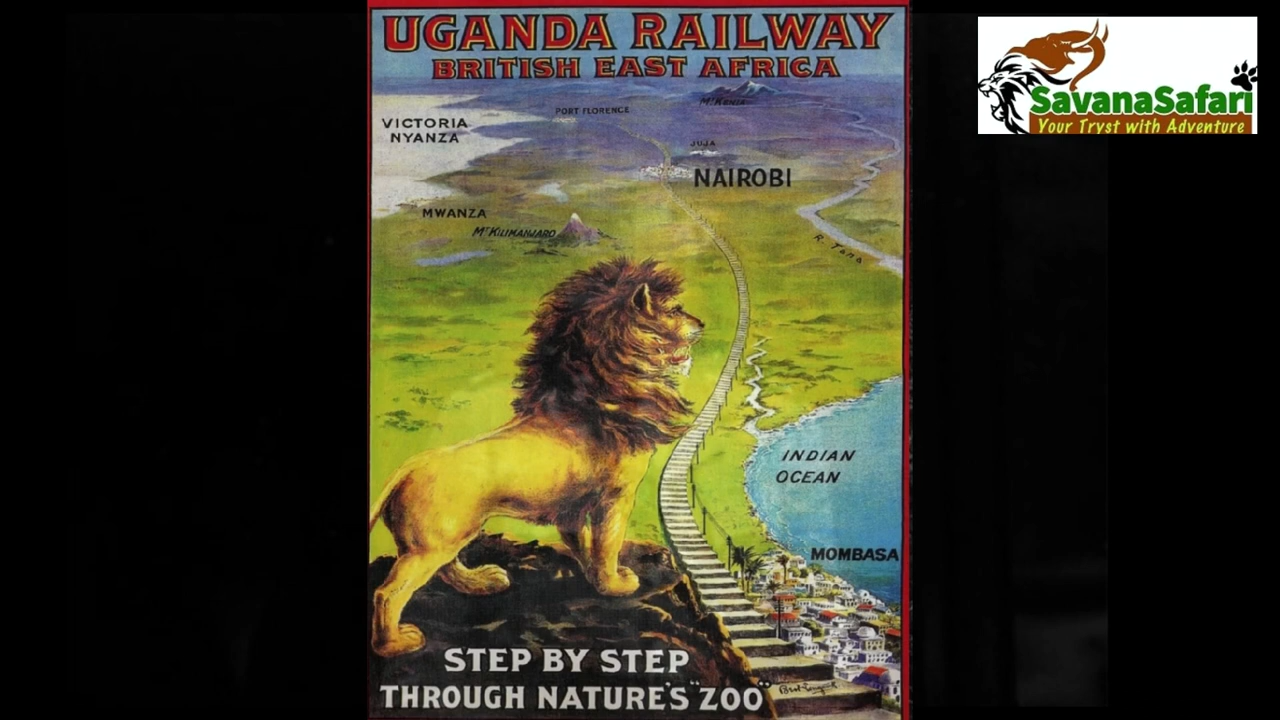 UGANDA RAILWAY
BRITISH EAST AFRICA
SavanaSafari
Your Tryst with Adventure
PORT FLORENCE
Mt KENIA
VICTORIA
NYANZA
JUJA
NAIROBI
MWANZA
Mt KILIMANJARO
R. Tana
INDIAN
OCEAN
MOMBASA
STEP BY STEP
THROUGH NATURE'S "ZOO"